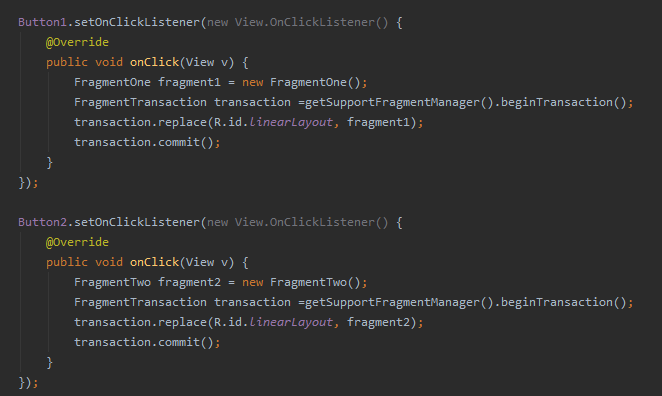 Button1.setOnClickListener(new View.OnClickListener() {
@Override
public void onClick(View v) {
FragmentOne fragment1 = new FragmentOne();
FragmentTransaction transaction =getSupportFragmentManager().beginTransaction();
transaction.replace(R.id.linearLayout, fragment1);
transaction.commit();
}
});
Button2.setOnClickListener(new View.OnClickListener() {
@Override
public void onClick(View v) {
FragmentTwo fragment2 = new FragmentTwo();
FragmentTransaction transaction =getSupportFragmentManager().beginTransaction();
transaction.replace(R.id.linearLayout, fragment2);
transaction.commit();
}
});